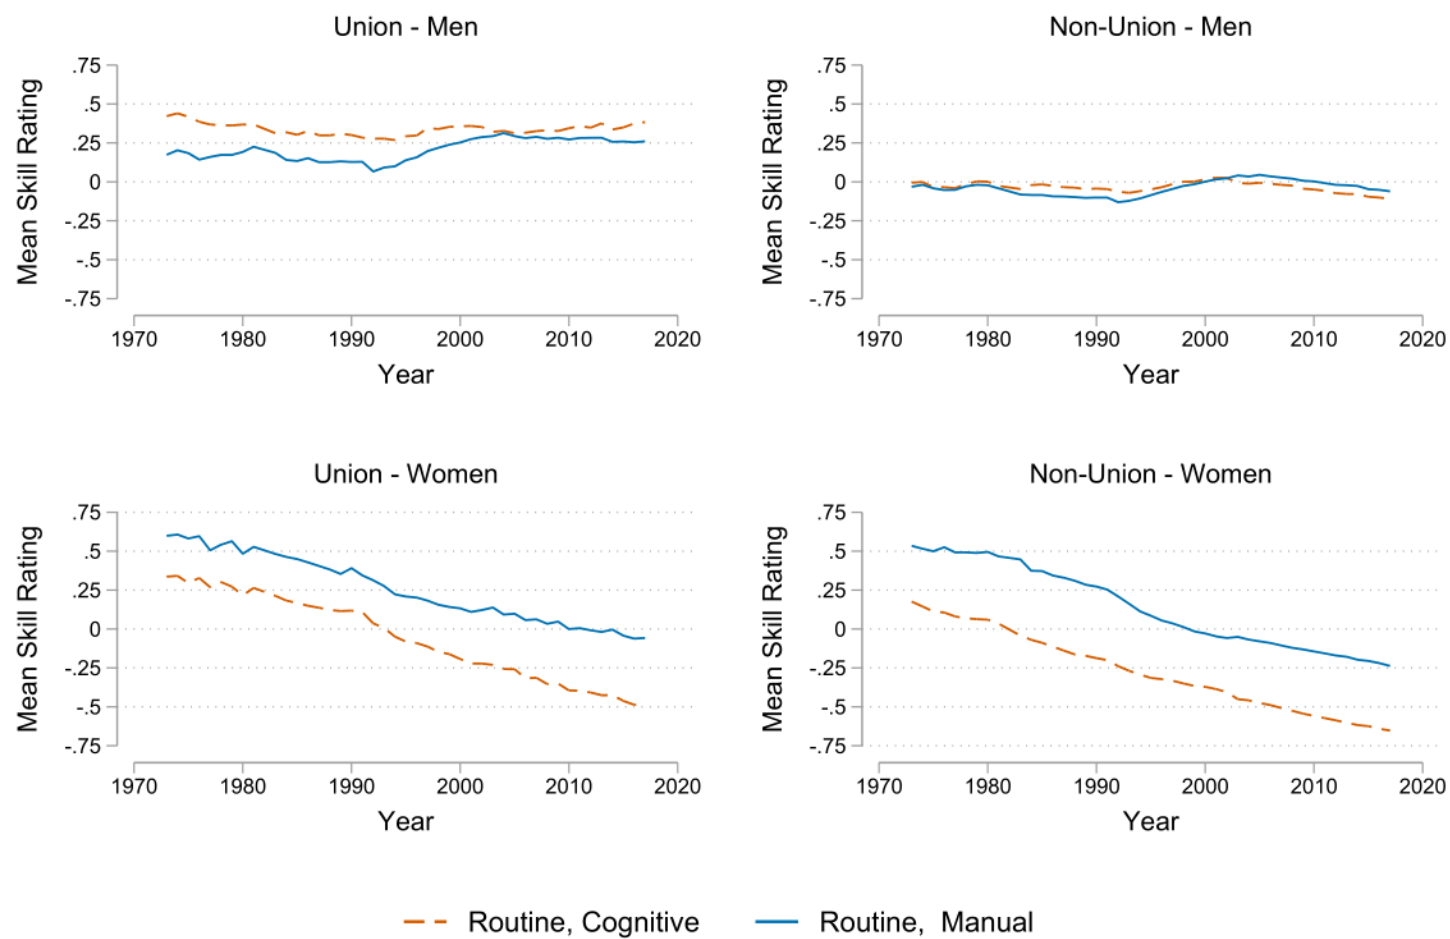 Union - Men
Mean Skill Rating
.75
.5
.25
0
-.25
-.5
-.75
1970 1980 1990 2000 2010 2020
Year
Non-Union - Men
Mean Skill Rating
.75
.5
.25
0
-.25
-.5
-.75
1970 1980 1990 2000 2010 2020
Year
Union - Women
Mean Skill Rating
.75
.5
.25
0
-.25
-.5
-.75
1970 1980 1990 2000 2010 2020
Year
Non-Union - Women
Mean Skill Rating
.75
.5
.25
0
-.25
-.5
-.75
1970 1980 1990 2000 2010 2020
Year
Routine, Cognitive Routine, Manual